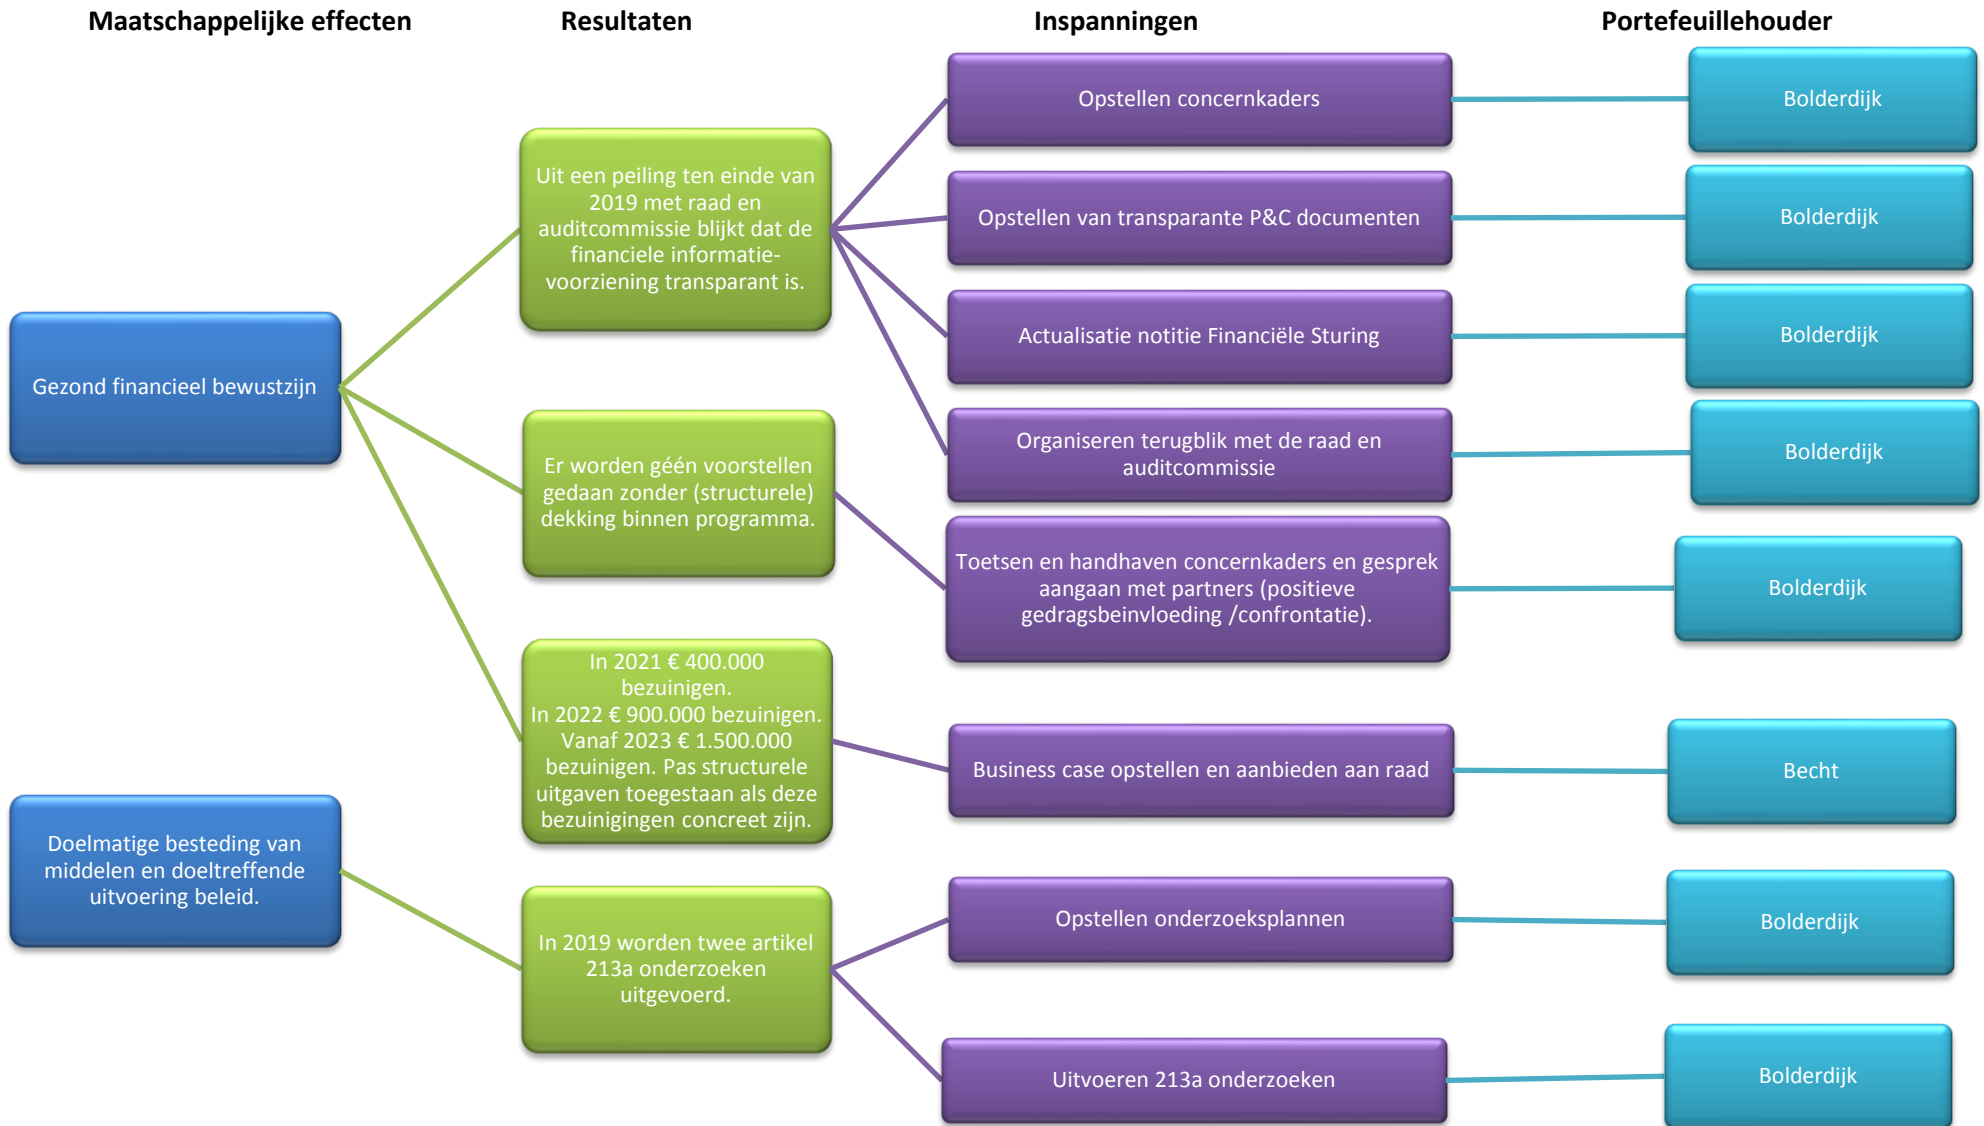 Maatschappelijke effecten
Resultaten
Inspanningen
Portefeuillehouder
Gezond financieel bewustzijn
Uit een peiling ten einde van
2019 met raad en
auditcommissie blijkt dat de
financiele informatie-
voorziening transparant is.
Opstellen concernkaders
Bolderdijk
Opstellen van transparante P&C documenten
Bolderdijk
Actualisatie notitie Financiële Sturing
Bolderdijk
Organiseren terugblik met de raad en
auditcommissie
Bolderdijk
Er worden géén voorstellen
gedaan zonder (structurele)
dekking binnen programma.
Toetsen en handhaven concernkaders en gesprek
aangaan met partners (positieve
gedragsbeinvloeding /confrontatie).
Bolderdijk
In 2021 € 400.000
bezuinigen.
In 2022 € 900.000 bezuinigen.
Vanaf 2023 € 1.500.000
bezuinigen. Pas structurele
uitgaven toegestaan als deze
bezuinigingen concreet zijn.
Business case opstellen en aanbieden aan raad
Becht
Doelmatige besteding van
middelen en doeltreffende
uitvoering beleid.
In 2019 worden twee artikel
213a onderzoeken
uitgevoerd.
Opstellen onderzoeksplannen
Bolderdijk
Uitvoeren 213a onderzoeken
Bolderdijk